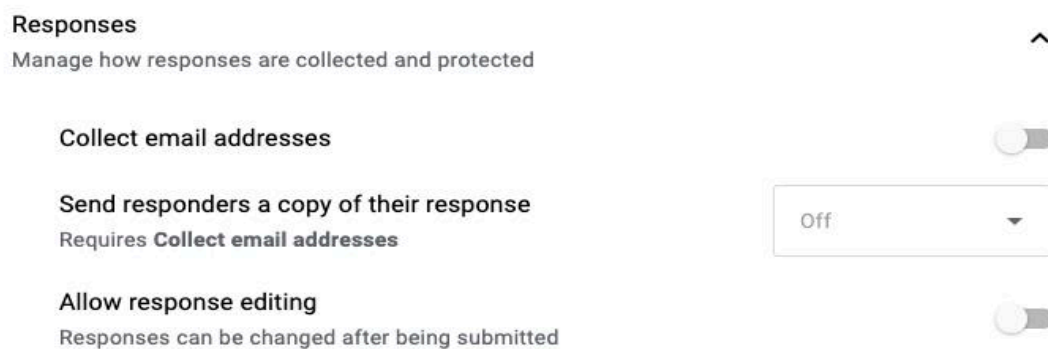 Responses
Manage how responses are collected and protected
Collect email addresses
Send responders a copy of their response
Requires Collect email addresses
Off
Allow response editing
Responses can be changed after being submitted